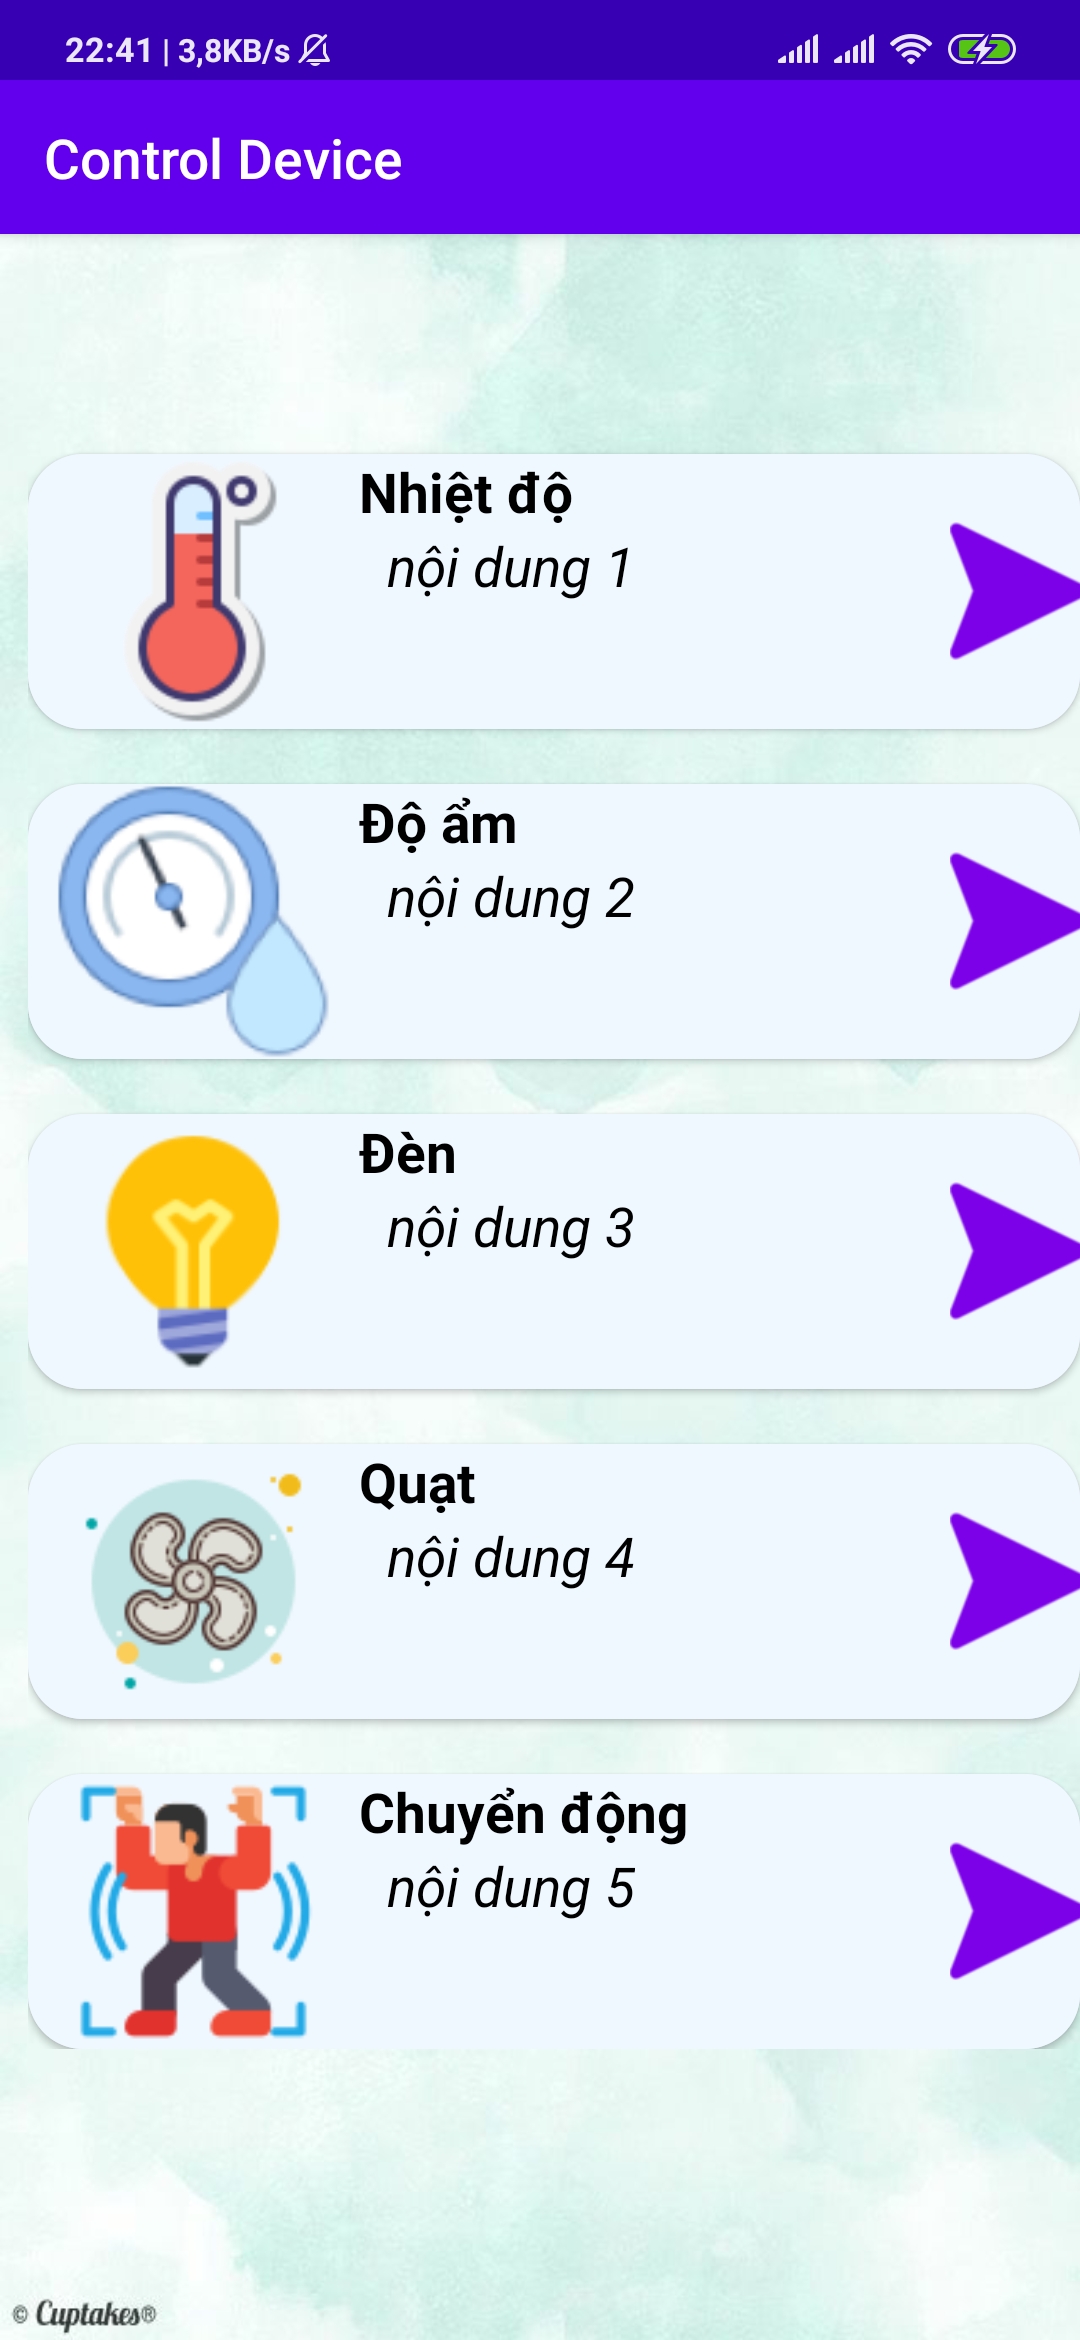 22:41 | 3,8KB/s
Control Device
Nhiệt độ
nội dung 1
Độ ẩm
nội dung 2
Đèn
nội dung 3
Quạt
nội dung 4
Chuyển động
nội dung 5
© Cuptakes®